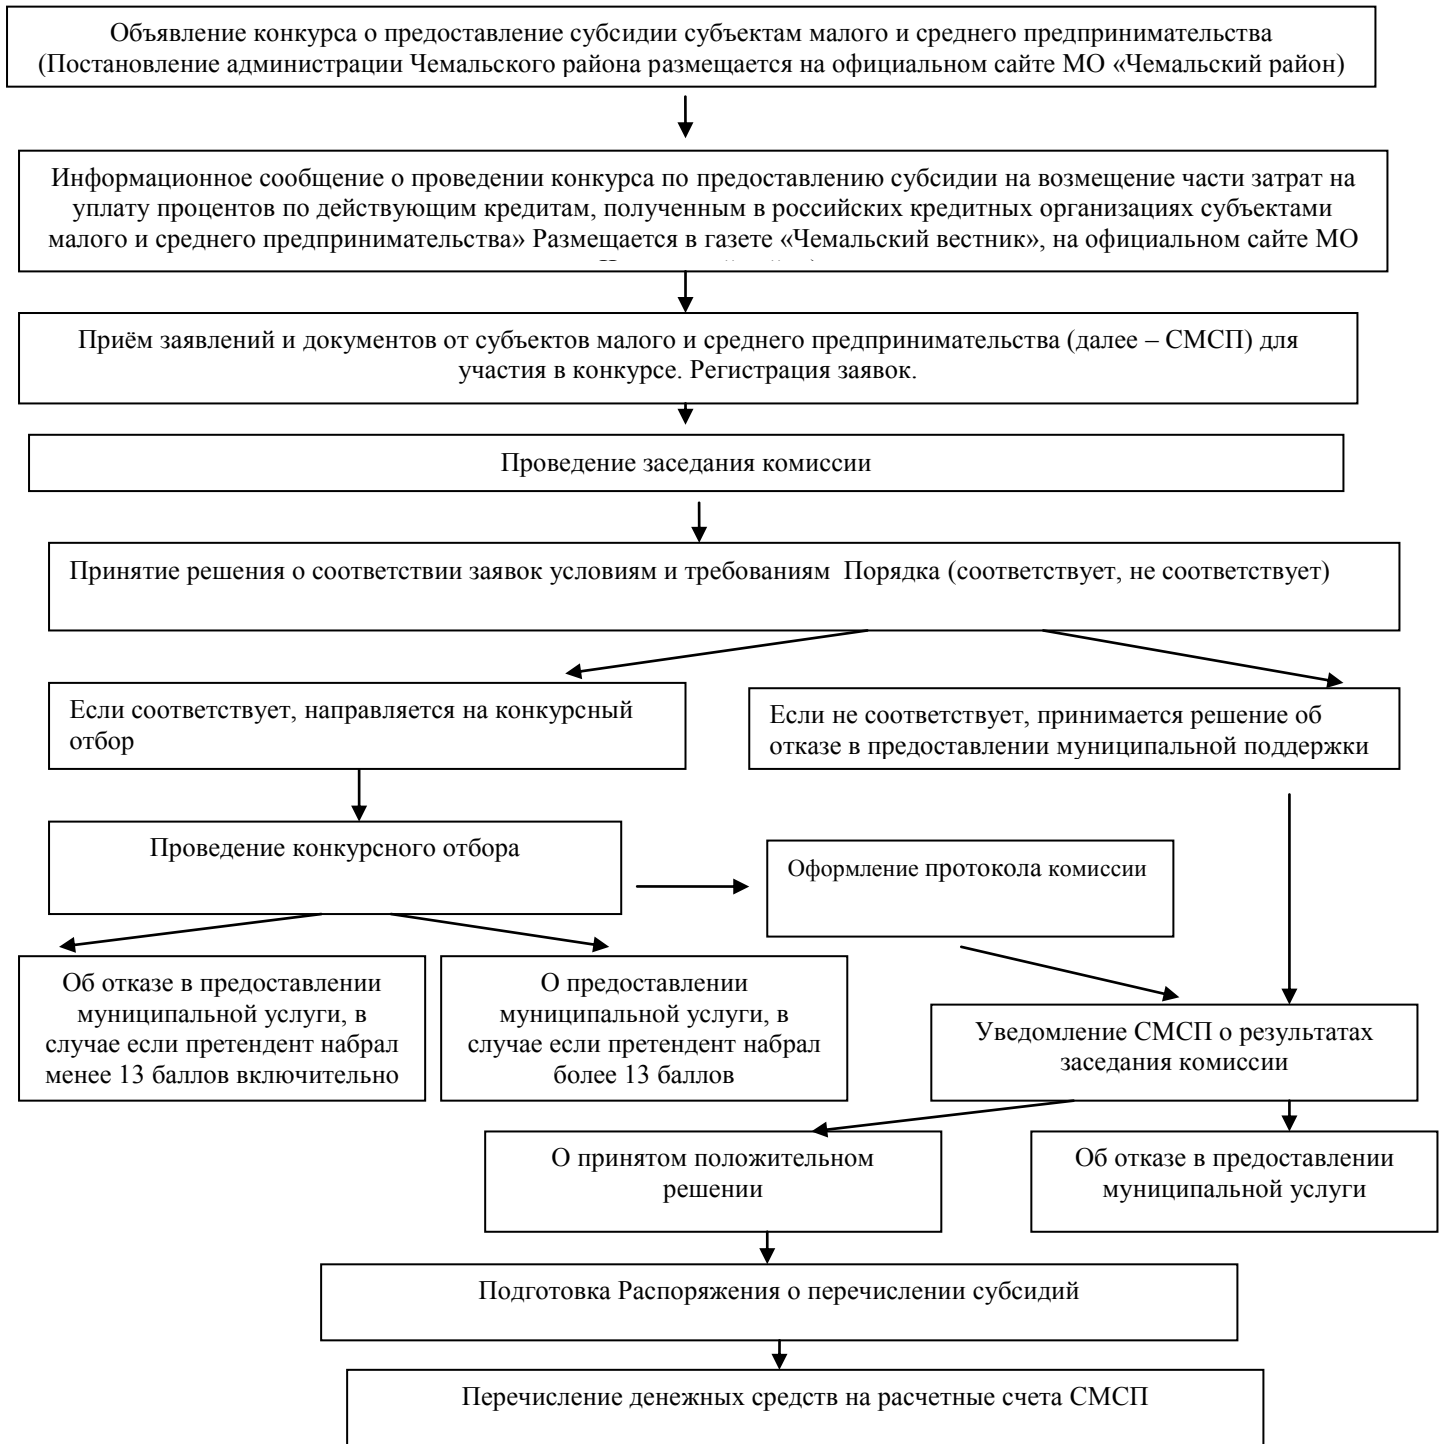 Объявление конкурса о предоставление субсидии субъектам малого и среднего предпринимательства
(Постановление администрации Чемальского района размещается на официальном сайте МО «Чемальский район)
Информационное сообщение о проведении конкурса по предоставлению субсидии на возмещение части затрат на
уплату процентов по действующим кредитам, полученным в российских кредитных организациях субъектами
малого и среднего предпринимательства» Размещается в газете «Чемальский вестник», на официальном сайте МО
Приём заявлений и документов от субъектов малого и среднего предпринимательства (далее – СМСП) для
участия в конкурсе. Регистрация заявок.
Проведение заседания комиссии
Принятие решения о соответствии заявок условиям и требованиям Порядка (соответствует, не соответствует)
Если соответствует, направляется на конкурсный
отбор
Если не соответствует, принимается решение об
отказе в предоставлении муниципальной поддержки
Проведение конкурсного отбора
Оформление протокола комиссии
Об отказе в предоставлении
муниципальной услуги, в
случае если претендент набрал
менее 13 баллов включительно
О предоставлении
муниципальной услуги, в
случае если претендент набрал
более 13 баллов
Уведомление СМСП о результатах
заседания комиссии
О принятом положительном
решении
Об отказе в предоставлении
муниципальной услуги
Подготовка Распоряжения о перечислении субсидий
Перечисление денежных средств на расчетные счета СМСП